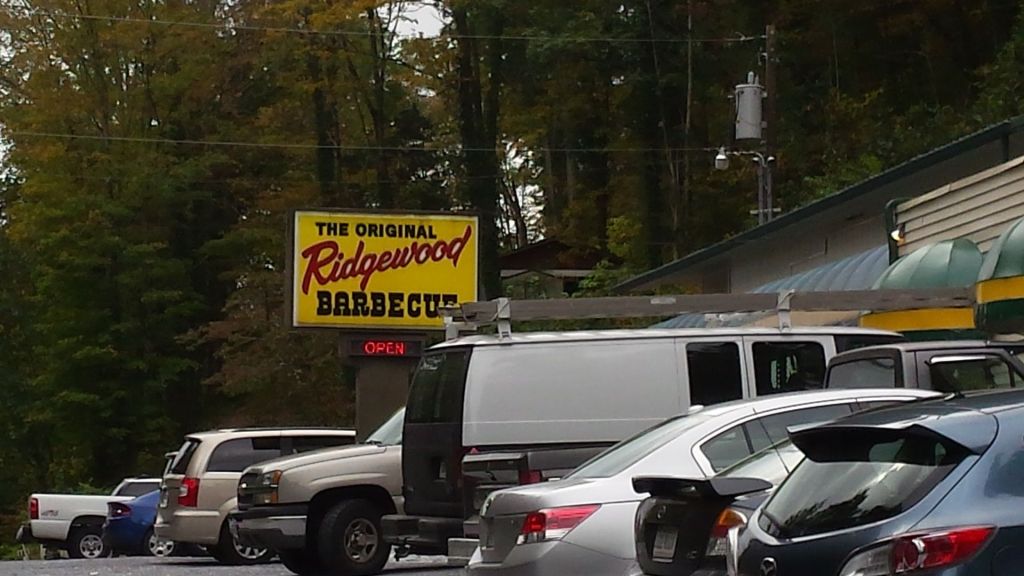 THE ORIGINAL
Ridgewood
BARBECUE
OPEN